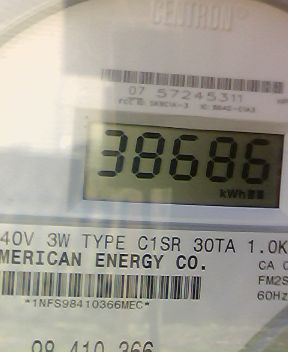 CENTRON®
07 57245311
38686
kWh
40V 3W TYPE C1SR 30TA 1.0K
MERICAN ENERGY CO.
CA 0
FM2S
60Hz
*1NFS98410366MEC*
98 410 366